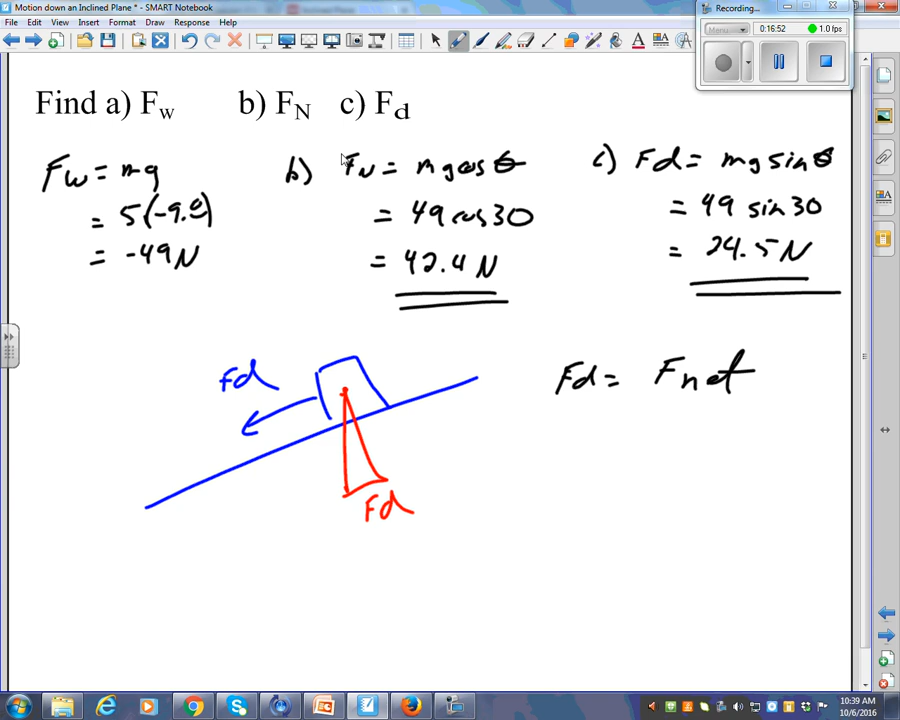 Motion down an Inclined Plane * - SMART Notebook
Recording...
File Edit View Insert Format Draw Response Help
Menu
0:16:52
1.0 fps
Find a) Fw b) FN c) Fd
Fw = mg
= 5(-9.8)
= -49N
b) FN = mg cos θ
= 49 cos 30
= 42.4 N
c) Fd = mg sin θ
= 49 sin 30
= 24.5 N
Fd
Fd = Fnet
Fd
10:39 AM
10/6/2016